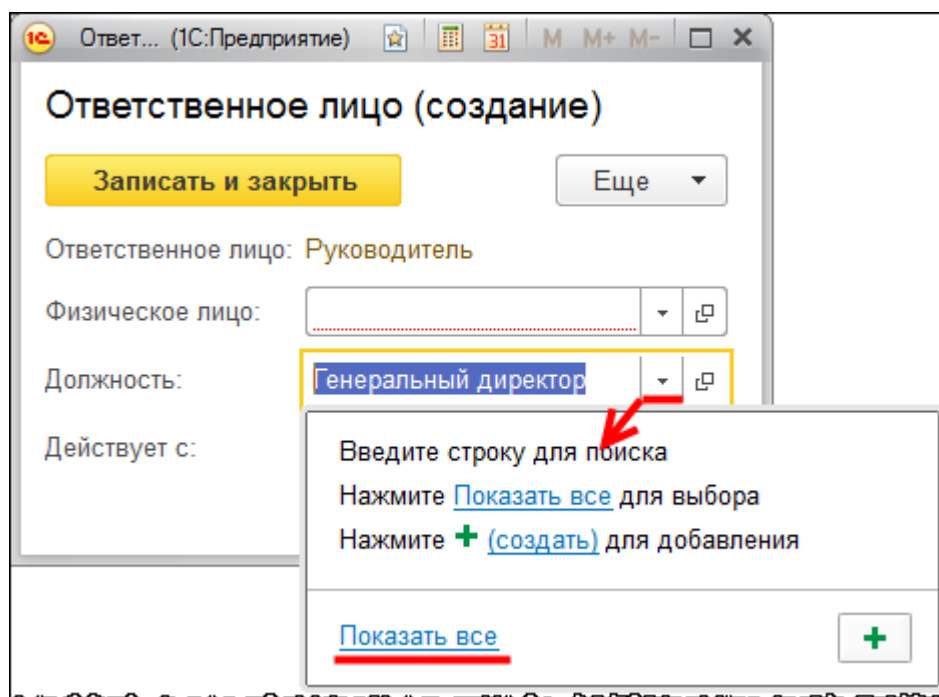 Ответ... (1С:Предприятие) 31 M M+ M-
Ответственное лицо (создание)
Записать и закрыть Еще
Ответственное лицо: Руководитель
Физическое лицо:
Должность: Генеральный директор
Действует с:
Введите строку для поиска
Нажмите Показать все для выбора
Нажмите + (создать) для добавления
Показать все +